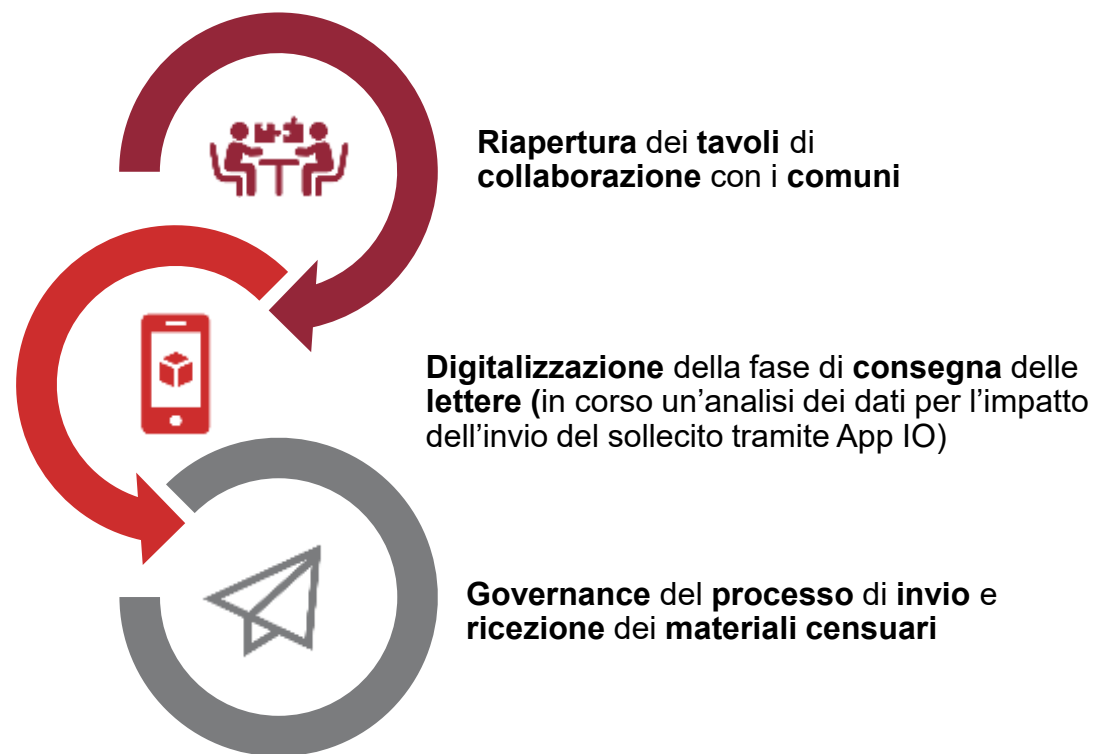 Riapertura dei tavoli di
collaborazione con i comuni
Digitalizzazione della fase di consegna delle
lettere (in corso un’analisi dei dati per l’impatto
dell’invio del sollecito tramite App IO)
Governance del processo di invio e
ricezione dei materiali censuari